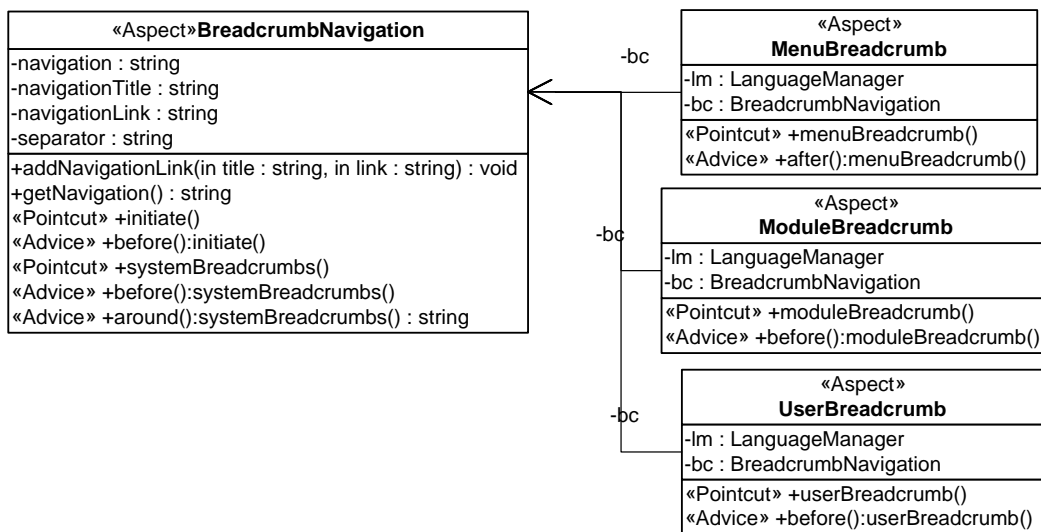 «Aspect»BreadcrumbNavigation
-navigation : string
-navigationTitle : string
-navigationLink : string
-separator : string
+addNavigationLink(in title : string, in link : string) : void
+getNavigation() : string
«Pointcut» +initiate()
«Advice» +before():initiate()
«Pointcut» +systemBreadcrumbs()
«Advice» +before():systemBreadcrumbs()
«Advice» +around():systemBreadcrumbs() : string
-bc
«Aspect»
MenuBreadcrumb
-lm : LanguageManager
-bc : BreadcrumbNavigation
«Pointcut» +menuBreadcrumb()
«Advice» +after():menuBreadcrumb()
-bc
«Aspect»
ModuleBreadcrumb
-lm : LanguageManager
-bc : BreadcrumbNavigation
«Pointcut» +moduleBreadcrumb()
«Advice» +before():moduleBreadcrumb()
-bc
«Aspect»
UserBreadcrumb
-lm : LanguageManager
-bc : BreadcrumbNavigation
«Pointcut» +userBreadcrumb()
«Advice» +before():userBreadcrumb()